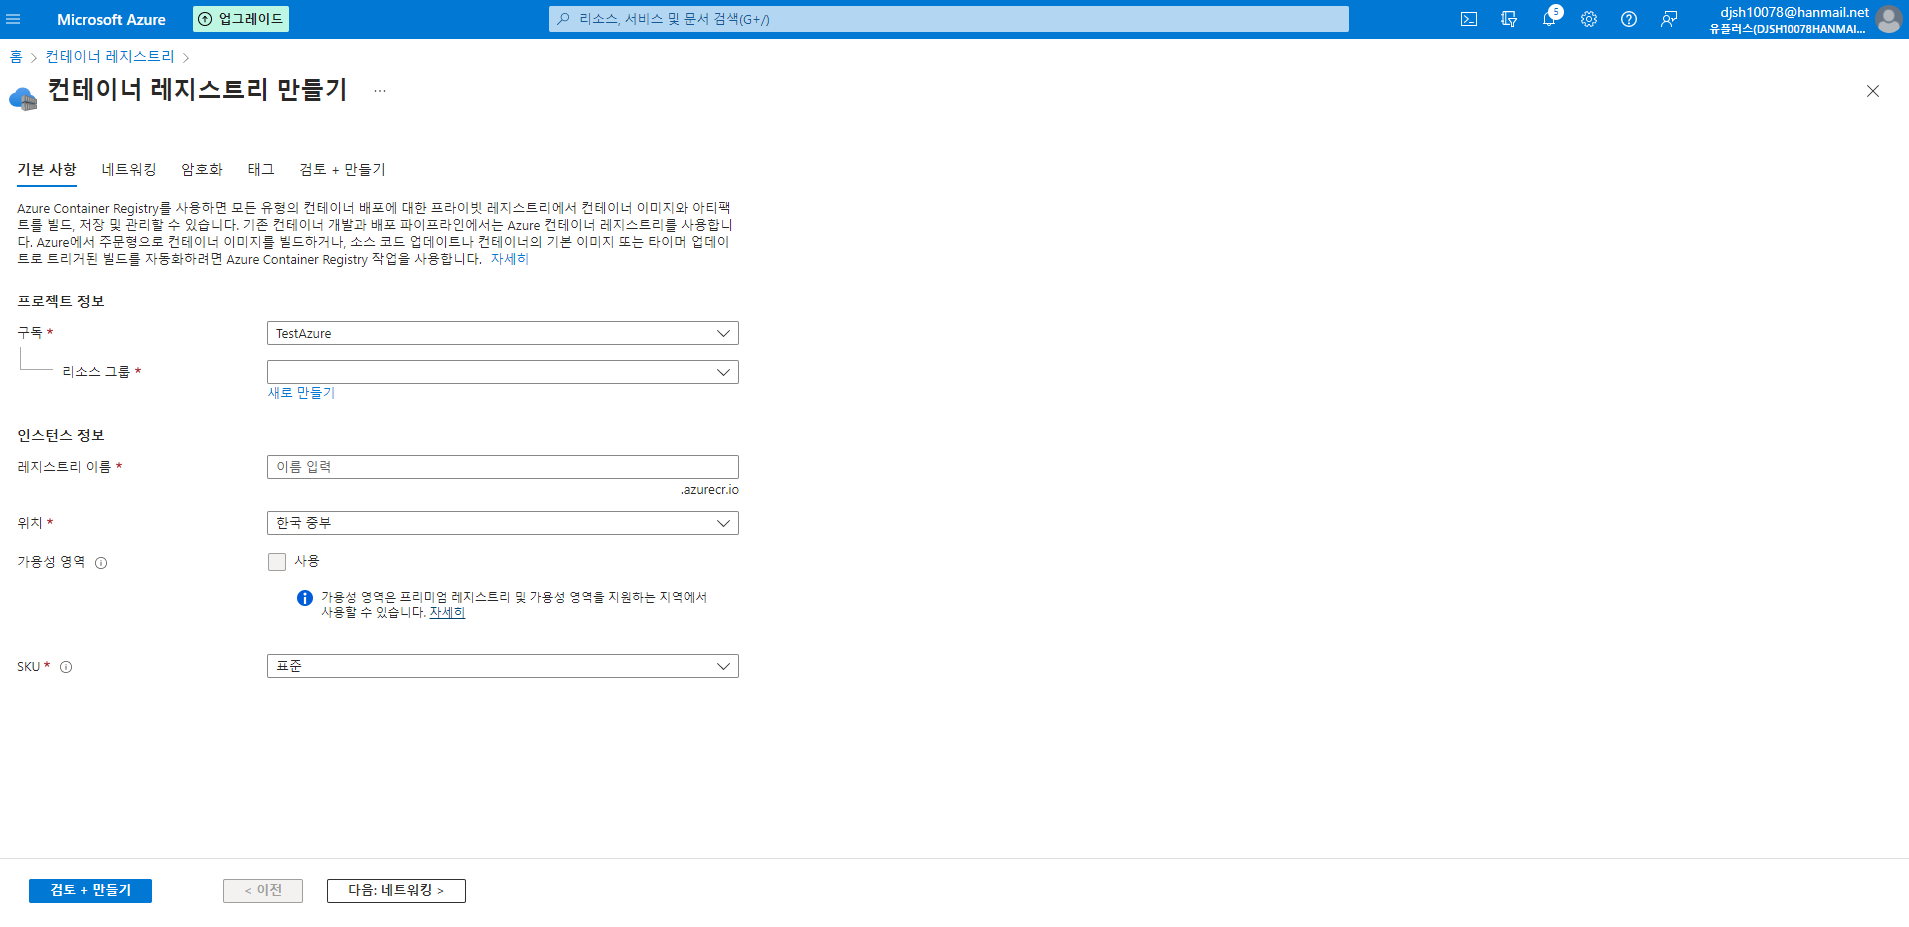 Microsoft Azure
업그레이드
리소스, 서비스 및 문서 검색(G+/)
5
djsh10078@hanmail.net
유플러스(DJSH10078HANMAI...
홈 > 컨테이너 레지스트리 >
컨테이너 레지스트리 만들기 ...
기본 사항 네트워킹 암호화 태그 검토 + 만들기
Azure Container Registry를 사용하면 모든 유형의 컨테이너 배포에 대한 프라이빗 레지스트리에서 컨테이너 이미지와 아티팩
트를 빌드, 저장 및 관리할 수 있습니다. 기존 컨테이너 개발과 배포 파이프라인에서는 Azure 컨테이너 레지스트리를 사용합니
다. Azure에서 주문형으로 컨테이너 이미지를 빌드하거나, 소스 코드 업데이트나 컨테이너의 기본 이미지 또는 타이머 업데이
트로 트리거된 빌드를 자동화하려면 Azure Container Registry 작업을 사용합니다. 자세히
프로젝트 정보
구독 *
TestAzure
리소스 그룹 *
새로 만들기
인스턴스 정보
레지스트리 이름 *
이름 입력
.azurecr.io
위치 *
한국 중부
가용성 영역
사용
가용성 영역은 프리미엄 레지스트리 및 가용성 영역을 지원하는 지역에서
사용할 수 있습니다. 자세히
SKU *
표준
검토 + 만들기
< 이전
다음: 네트워킹 >